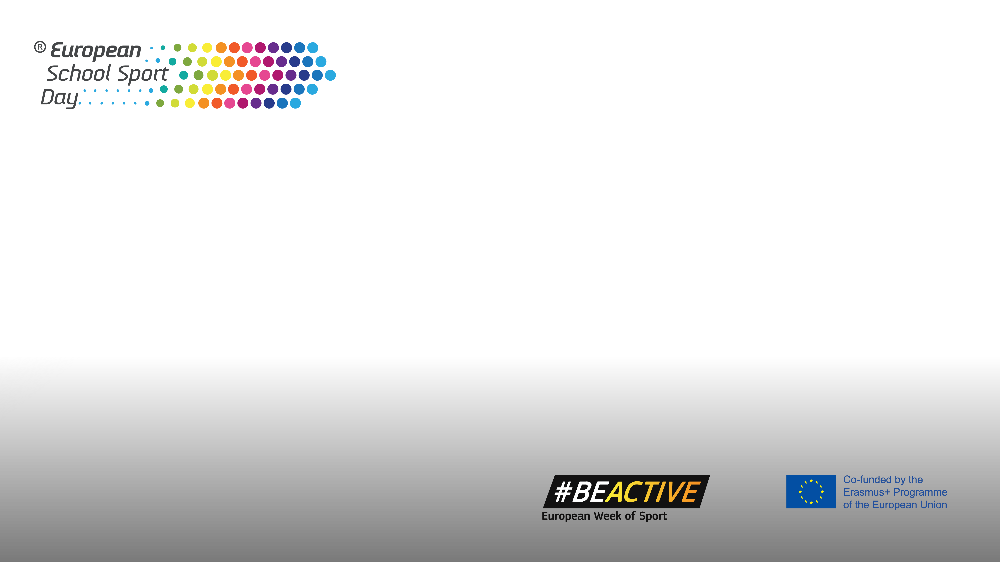 ® European
School Sport
Day
#BEACTIVE
European Week of Sport
Co-funded by the
Erasmus+ Programme
of the European Union